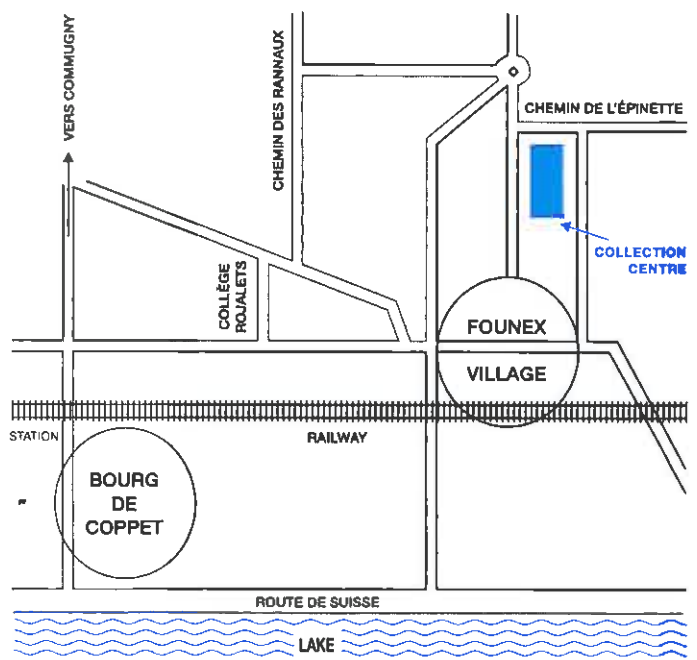 VERS COMMUGNY
CHEMIN DES RANNAUX
CHEMIN DE L'ÉPINETTE
COLLECTION
CENTRE
COLLÈGE
ROJALETS
FOUNEX
VILLAGE
STATION
RAILWAY
BOURG
DE
COPPET
ROUTE DE SUISSE
LAKE